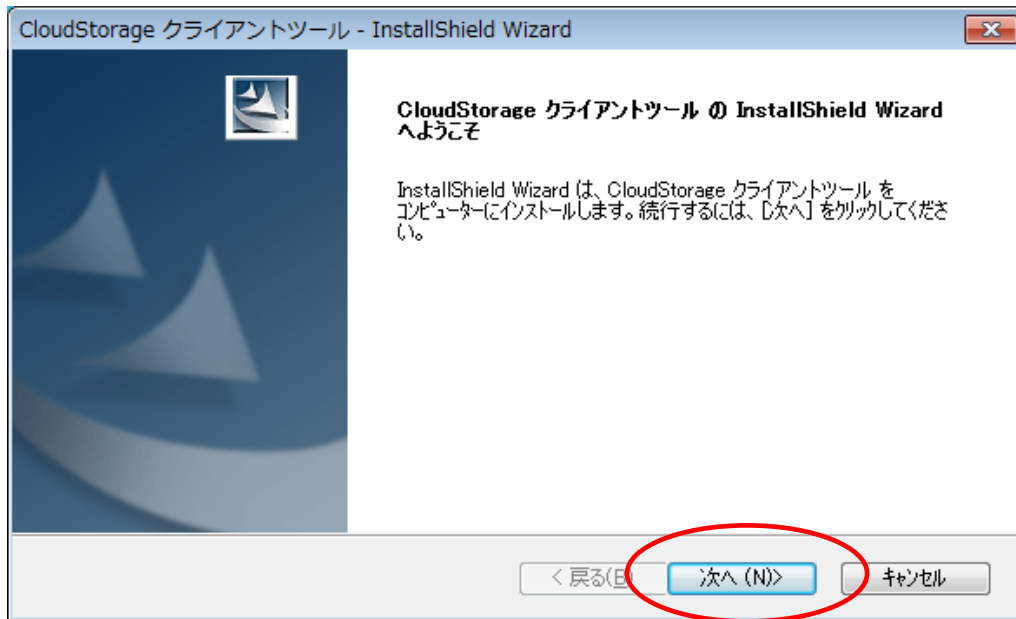 CloudStorage クライアントツール - InstallShield Wizard
CloudStorage クライアントツール の InstallShield Wizard
へようこそ
InstallShield Wizard は、CloudStorage クライアントツール を
コンピューターにインストールします。続行するには、[次へ] をクリックしてくださ
い。
< 戻る(B)
次へ (N)>
キャンセル